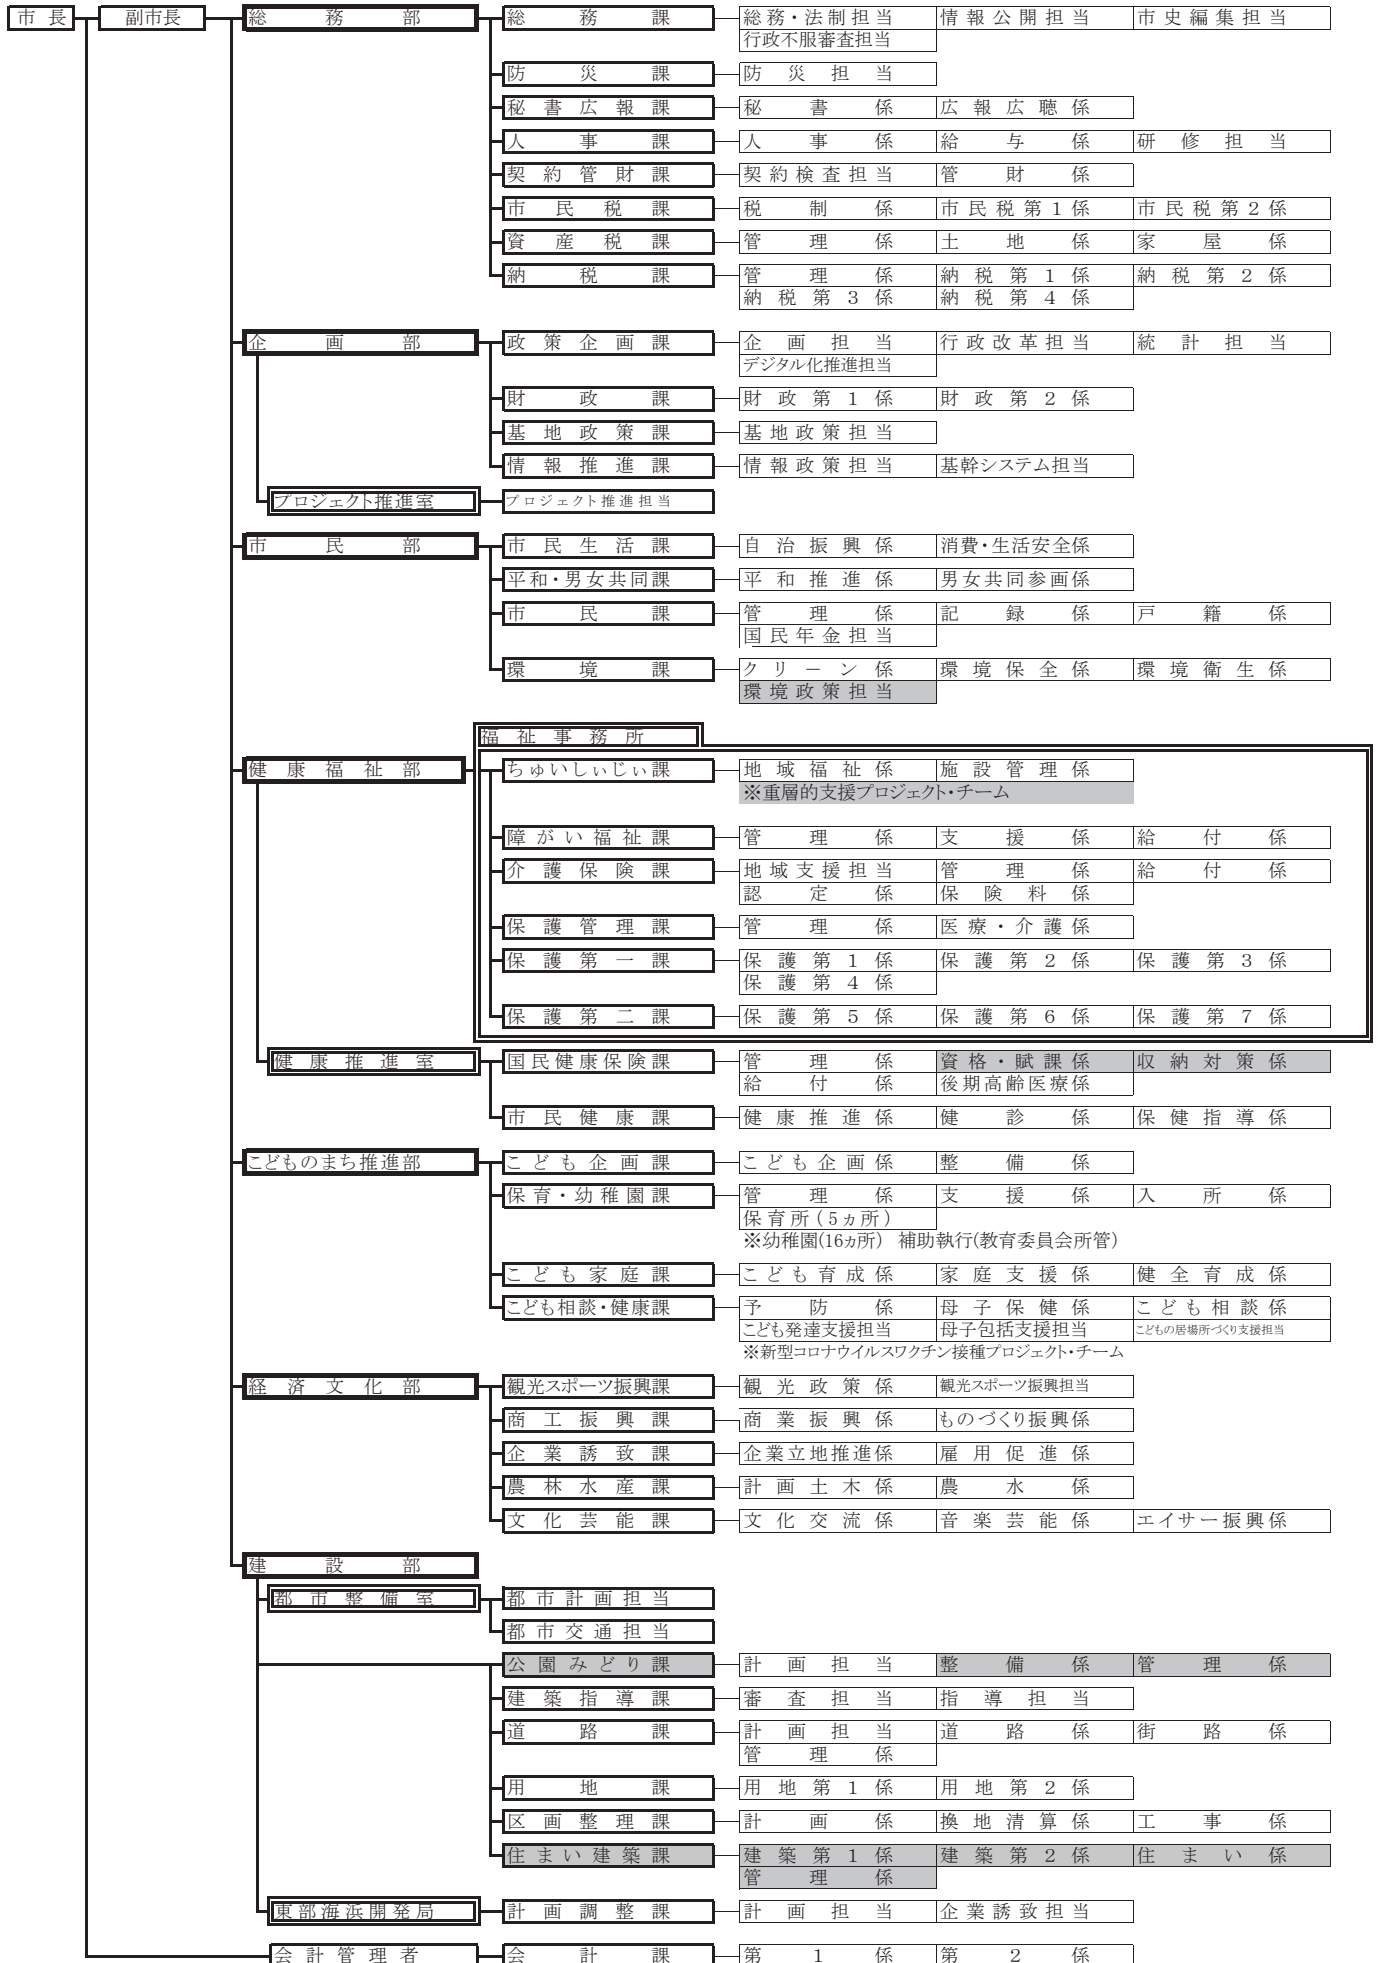 市長 副市長 総務部 総務課 総務・法制担当 情報公開担当 市史編集担当
行政不服審査担当
防災課 防災担当
秘書広報課 秘書係 広報広聴係
人事課 人事係 給与係 研修担当
契約管財課 契約検査担当 管財係
市民税課 税制係 市民税第1係 市民税第2係
資産税課 管理係 土地係 家屋係
納税課 管理係 納税第1係 納税第2係
納税第3係 納税第4係
企画部 政策企画課 企画担当 行政改革担当 統計担当
デジタル化推進担当
財政課 財政第1係 財政第2係
基地政策課 基地政策担当
情報推進課 情報政策担当 基幹システム担当
プロジェクト推進室 プロジェクト推進担当
市民部 市民生活課 自治振興係 消費・生活安全係
平和・男女共同課 平和推進係 男女共同参画係
市民課 管理係 記録係 戸籍係
国民年金担当
環境課 クリーン係 環境保全係 環境衛生係
環境政策担当
福祉事務所
健康福祉部 ちゅいしぃじぃ課 地域福祉係 施設管理係
※重層的支援プロジェクト・チーム
障がい福祉課 管理係 支援係 給付係
介護保険課 地域支援担当 管理係 給付係
認定係 保険料係
保護管理課 管理係 医療・介護係
保護第一課 保護第1係 保護第2係 保護第3係
保護第4係
保護第二課 保護第5係 保護第6係 保護第7係
健康推進室 国民健康保険課 管理係 資格・賦課係 収納対策係
給付係 後期高齢医療係
市民健康課 健康推進係 健診係 保健指導係
こどものまち推進部 こども企画課 こども企画係 整備係
保育・幼稚園課 管理係 支援係 入所係
保育所(5ヵ所)
※幼稚園(16ヵ所) 補助執行(教育委員会所管)
こども家庭課 こども育成係 家庭支援係 健全育成係
こども相談・健康課 予防係 母子保健係 こども相談係
こども発達支援担当 母子包括支援担当 こどもの居場所づくり支援担当
※新型コロナウイルスワクチン接種プロジェクト・チーム
経済文化部 観光スポーツ振興課 観光政策係 観光スポーツ振興担当
商工振興課 商業振興係 ものづくり振興係
企業誘致課 企業立地推進係 雇用促進係
農林水産課 計画土木係 農水係
文化芸能課 文化交流係 音楽芸能係 エイサー振興係
建設部
都市整備室 都市計画担当
都市交通担当
公園みどり課 計画担当 整備係 管理係
建築指導課 審査担当 指導担当
道路課 計画担当 道路係 街路係
管理係
用地課 用地第1係 用地第2係
区画整理課 計画係 換地清算係 工事係
住まい建築課 建築第1係 建築第2係 住まい係
管理係
東部海浜開発局 計画調整課 計画担当 企業誘致担当
会計管理者 会計課 第1係 第2係